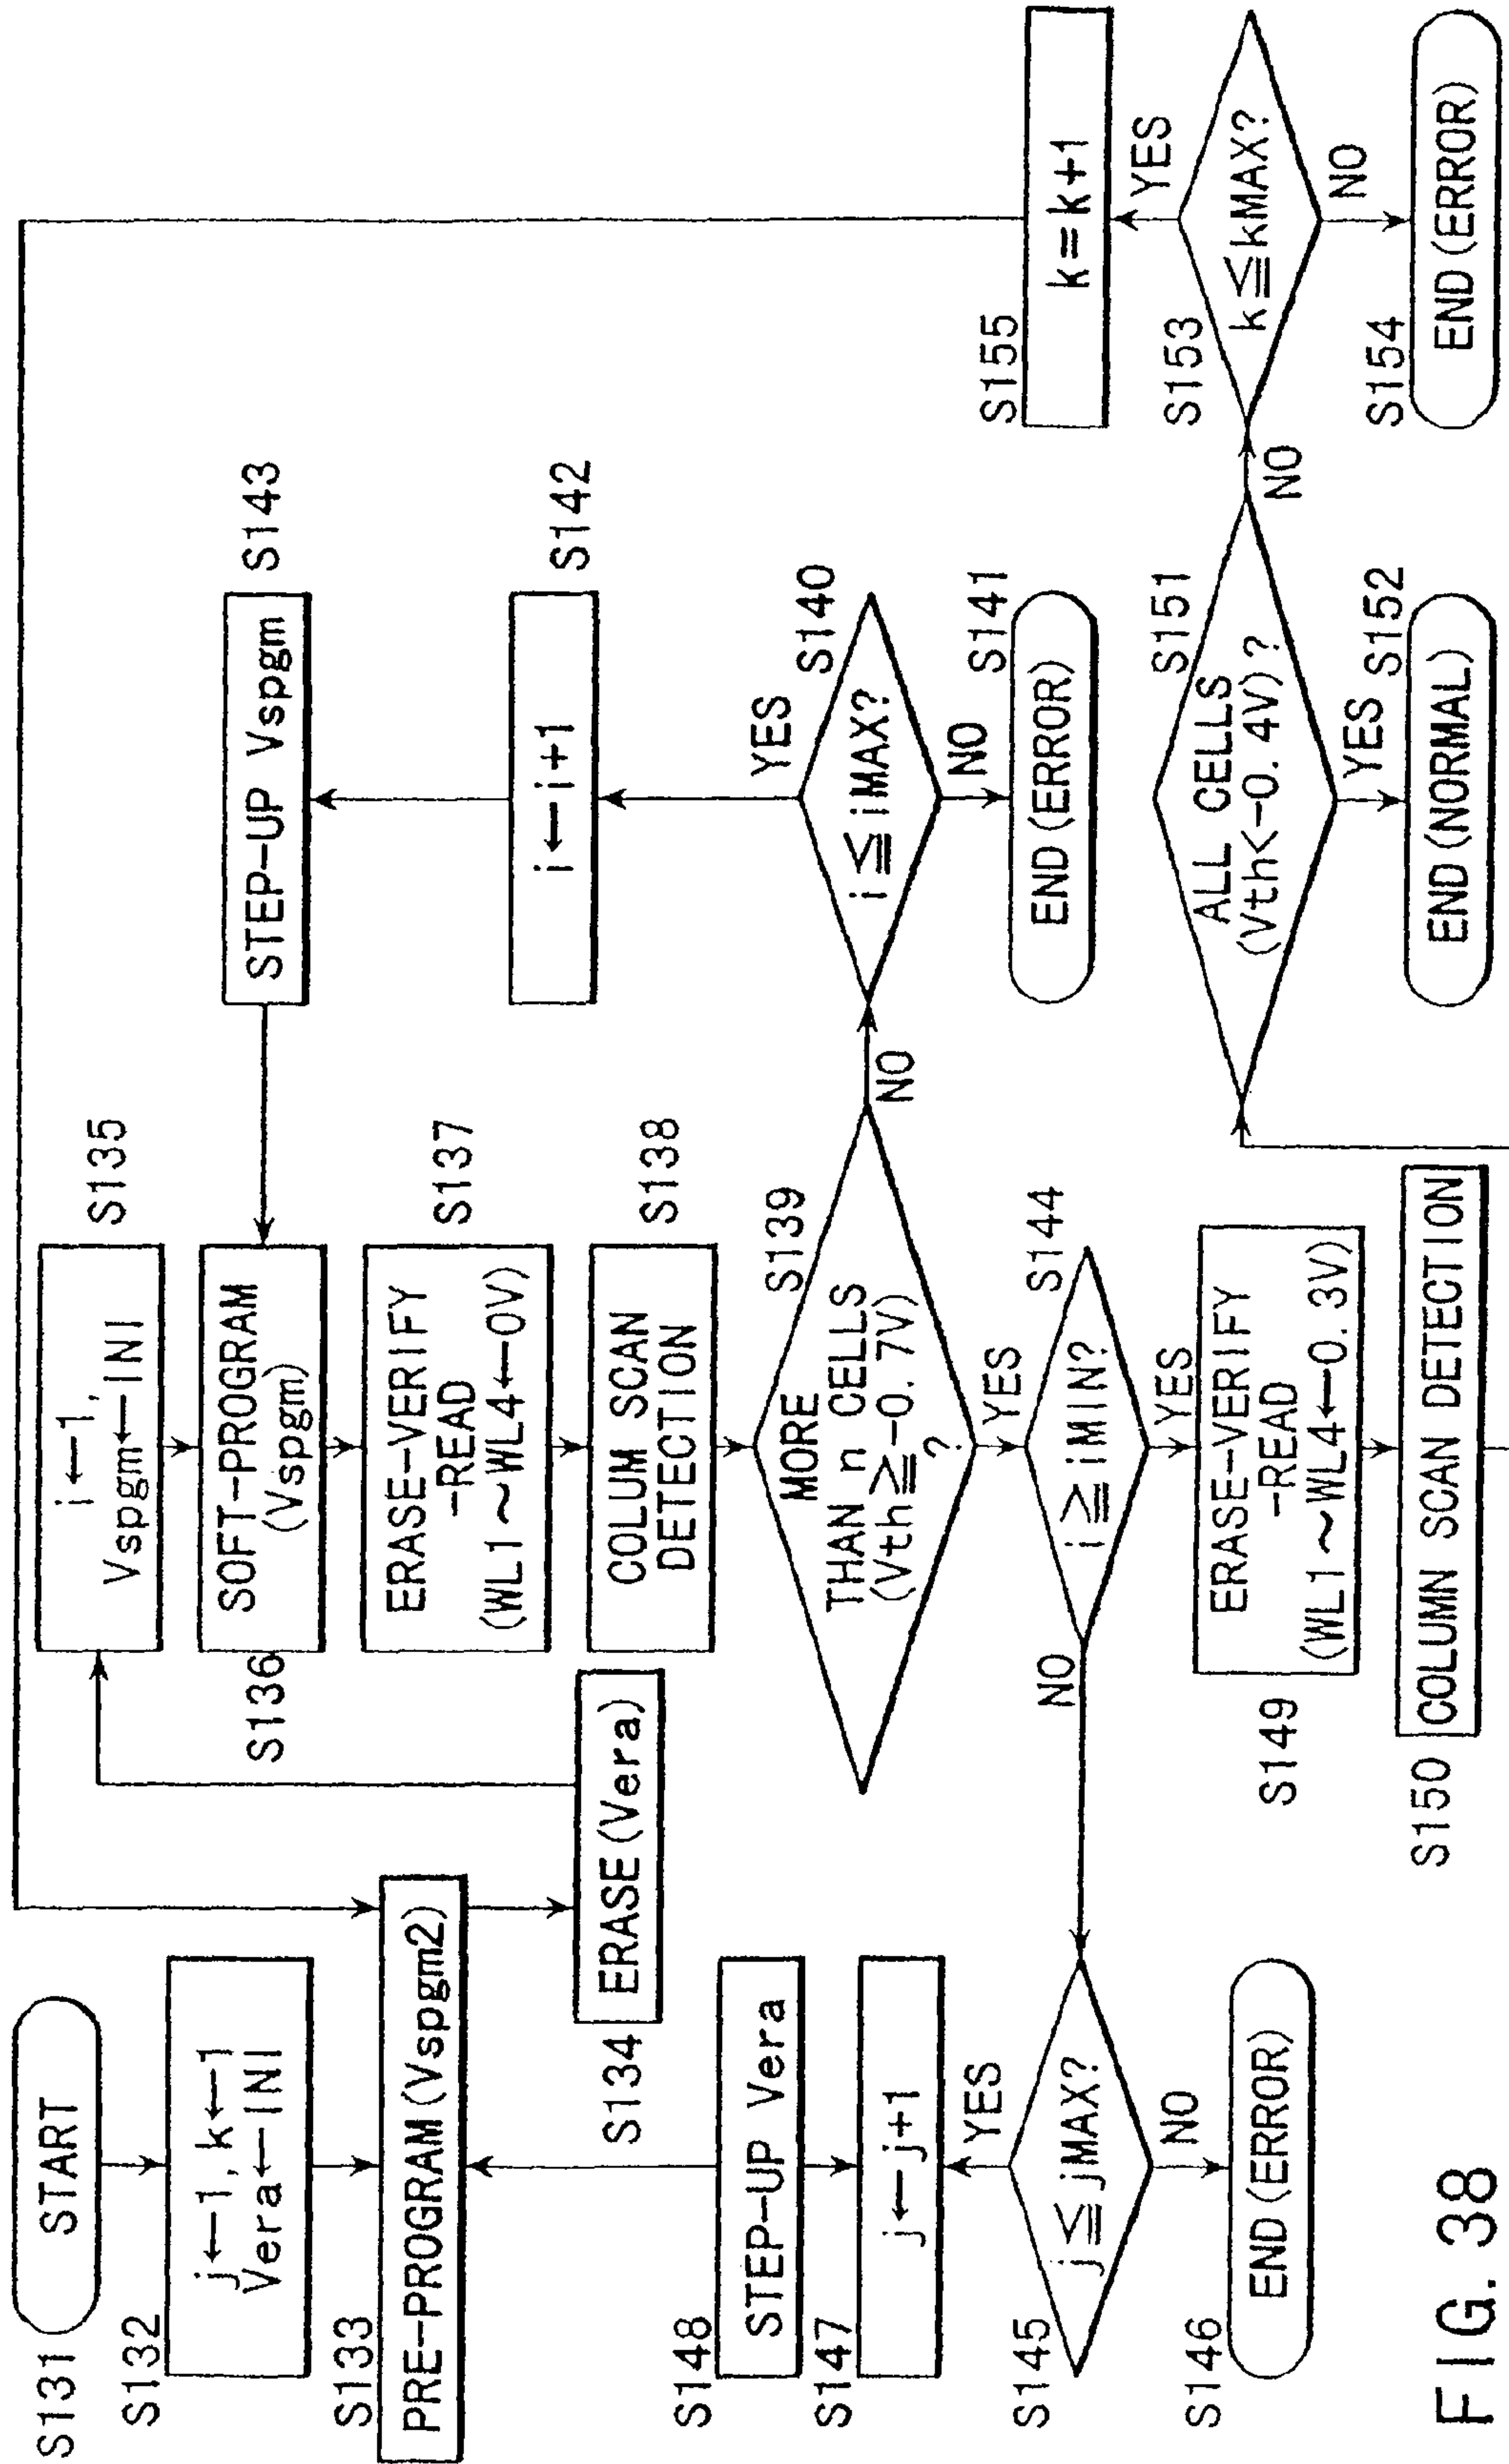 S131
START
S132
j←1, k←1
Vera←INI
S133
PRE-PROGRAM (Vspgm2)
S134
ERASE (Vera)
S148
STEP-UP Vera
S147
j←j+1
YES
S145
j≦jMAX?
NO
S146
END (ERROR)
S135
i←1,
Vspgm←INI
S136
SOFT-PROGRAM
(Vspgm)
S137
ERASE-VERIFY
-READ
(WL1～WL4←0V)
S138
COLUM SCAN
DETECTION
S139
MORE
THAN n CELLS
(Vth≧-0.7V)
?
NO
YES
S144
i≧iMIN?
NO
YES
S149
ERASE-VERIFY
-READ
(WL1～WL4←0.3V)
S150
COLUMN SCAN DETECTION
S143
STEP-UP Vspgm
S142
i←i+1
YES
S140
i≦iMAX?
NO
S141
END (ERROR)
S151
ALL CELLS
(Vth<-0.4V)?
NO
YES
S152
END (NORMAL)
S155
k=k+1
YES
S153
k≦kMAX?
NO
S154
END (ERROR)
FIG. 38